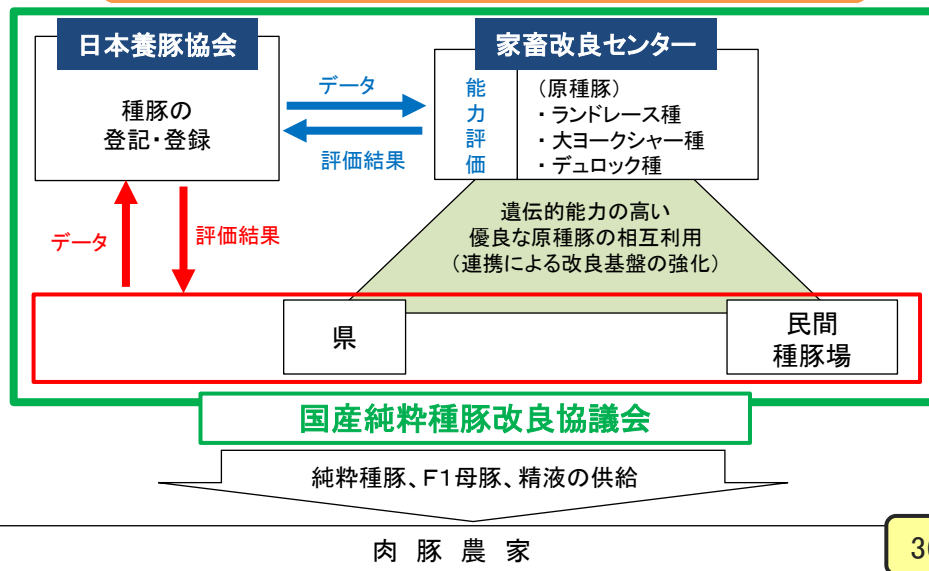 日本養豚協会
種豚の
登記・登録
データ
評価結果
家畜改良センター
能力評価
(原種豚)
・ランドレース種
・大ヨークシャー種
・デュロック種
データ
評価結果
遺伝的能力の高い
優良な原種豚の相互利用
(連携による改良基盤の強化)
県
民間
種豚場
国産純粋種豚改良協議会
純粋種豚、F1母豚、精液の供給
肉豚農家